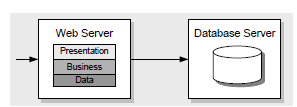 Web Server
Database Server
Presentation
Business
Data